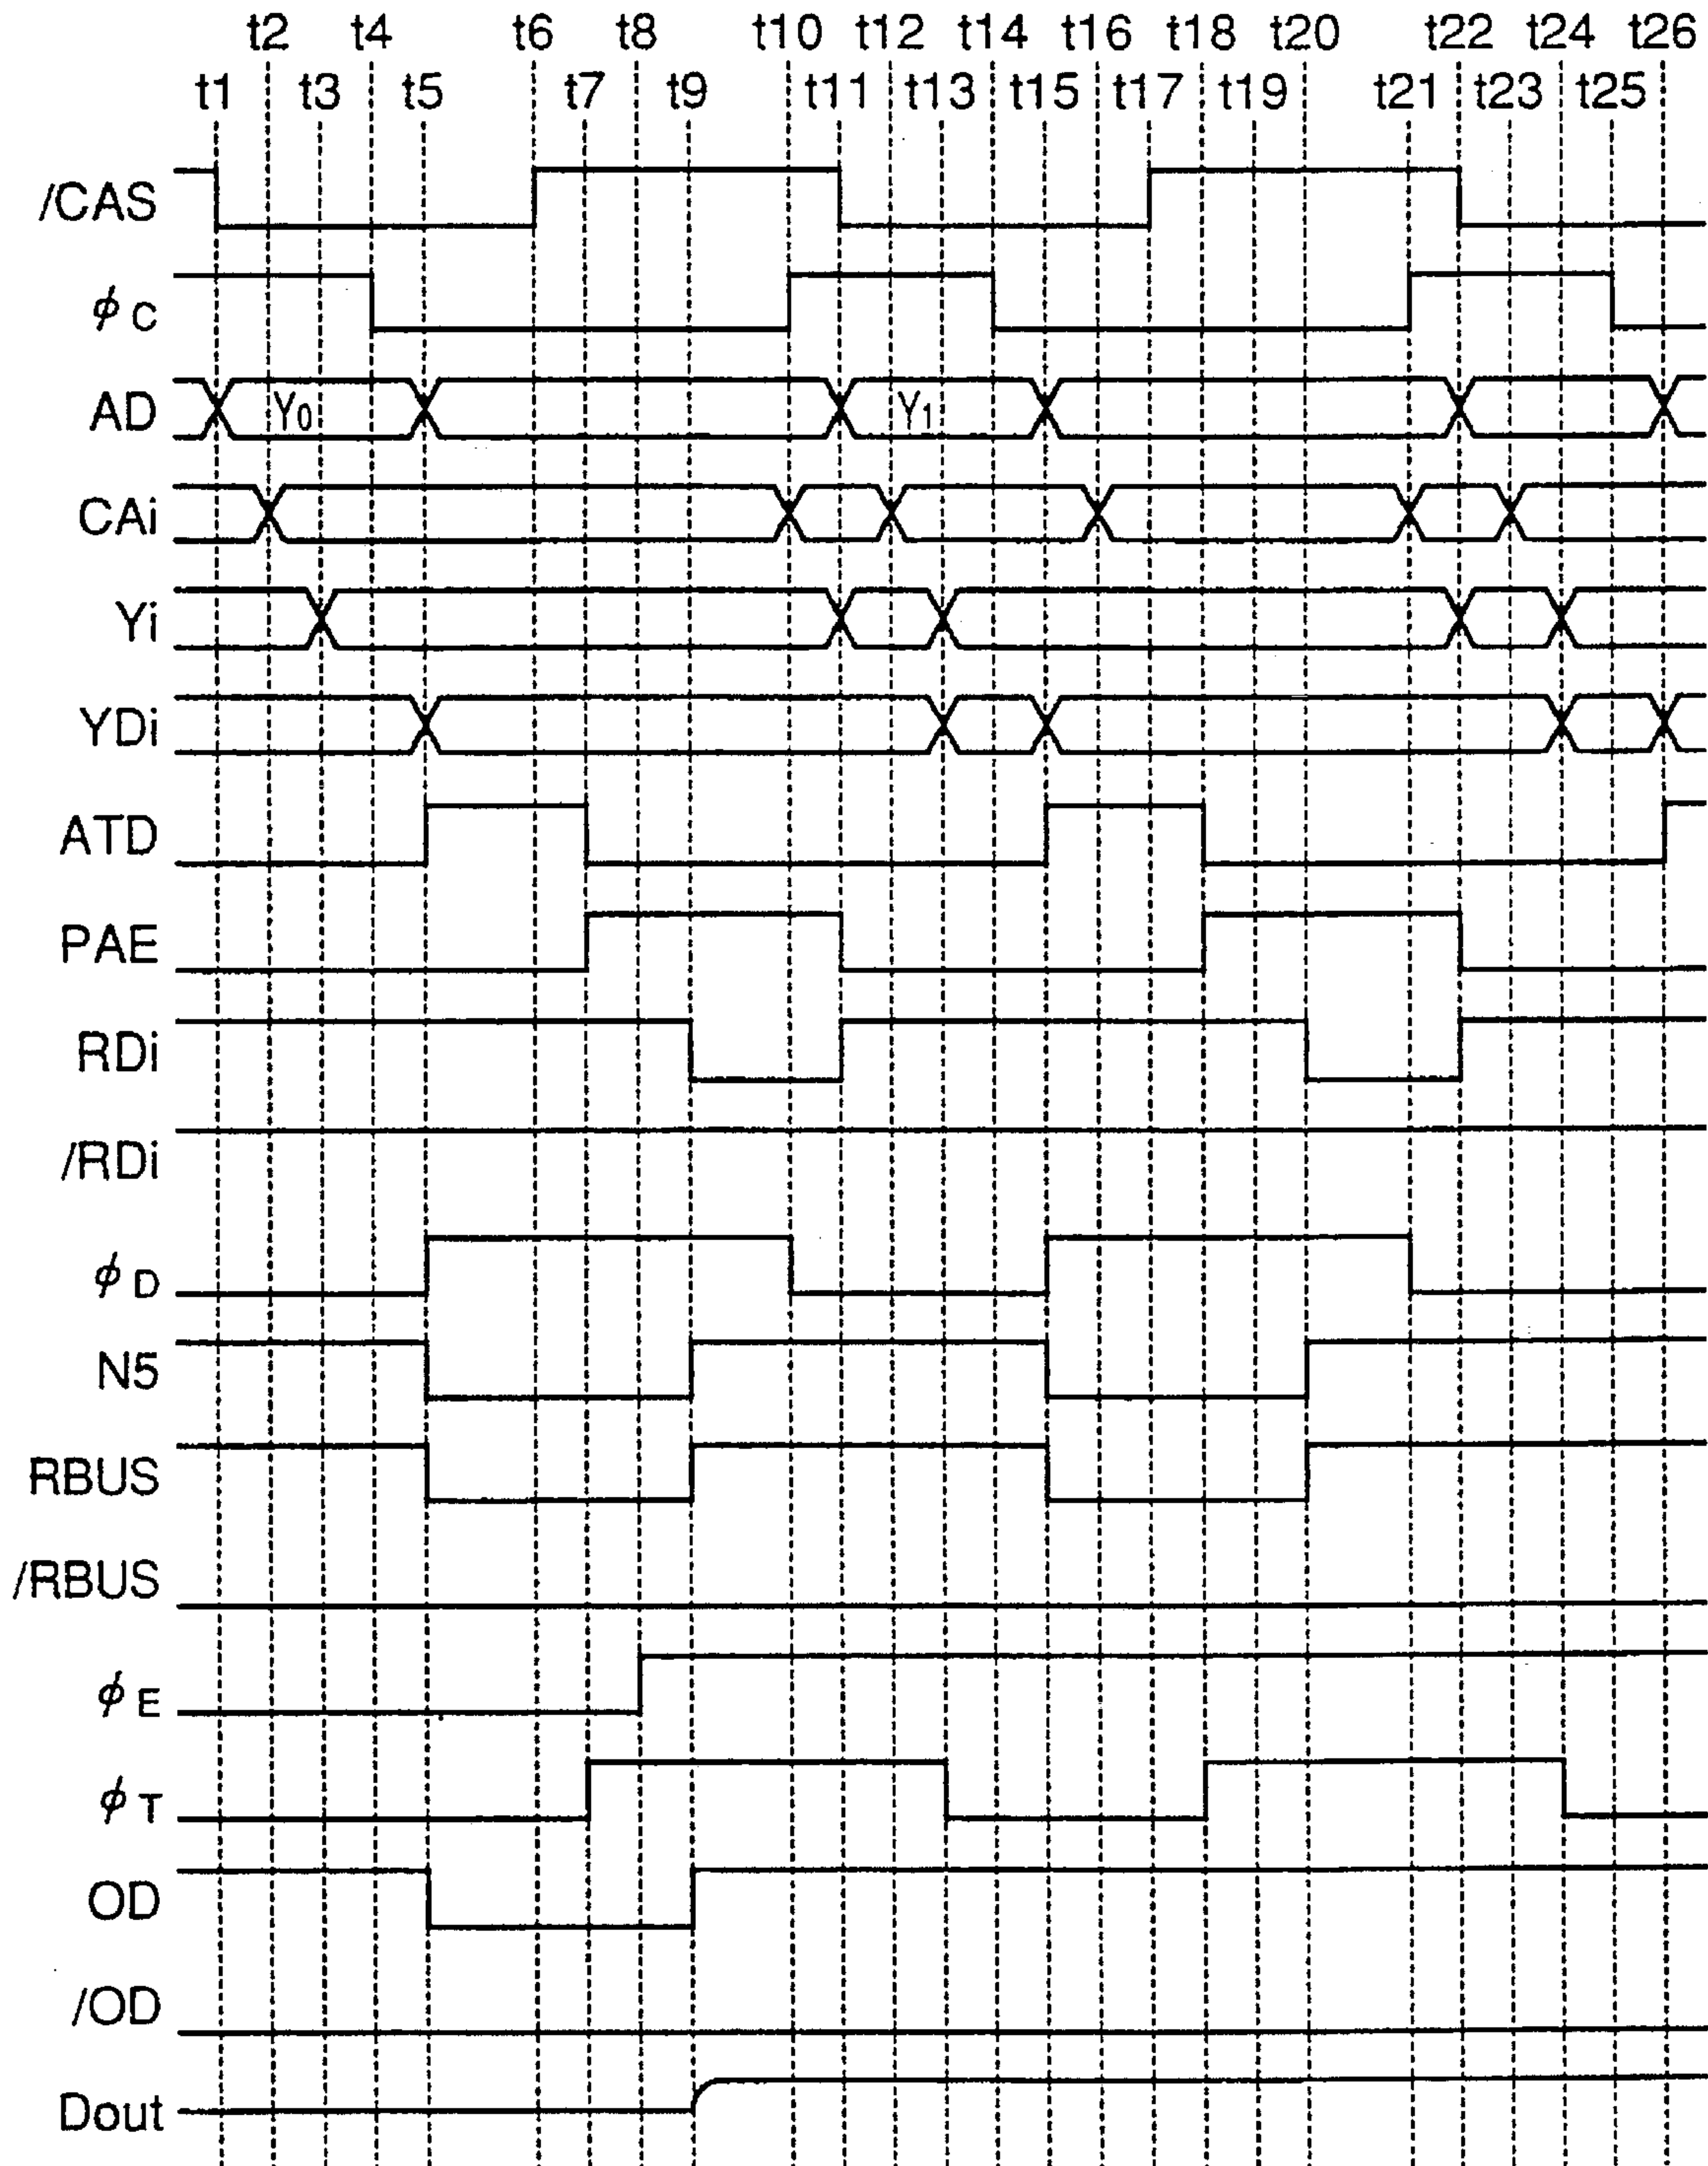 t2 t4 t6 t8 t10 t12 t14 t16 t18 t20 t22 t24 t26
t1 t3 t5 t7 t9 t11 t13 t15 t17 t19 t21 t23 t25
/CAS
ϕC
AD Y0 Y1
CAi
Yi
YDi
ATD
PAE
RDi
/RDi
ϕD
N5
RBUS
/RBUS
ϕE
ϕT
OD
/OD
Dout